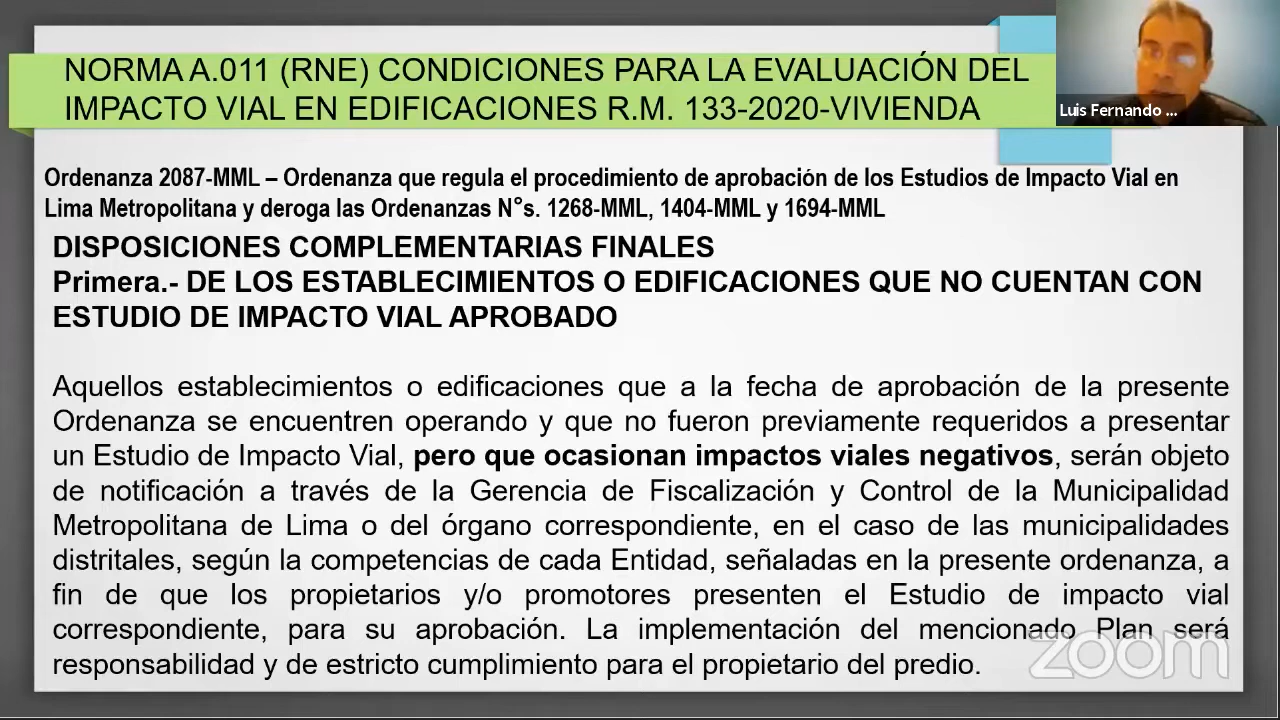 NORMA A.011 (RNE) CONDICIONES PARA LA EVALUACIÓN DEL
IMPACTO VIAL EN EDIFICACIONES R.M. 133-2020-VIVIENDA
Luis Fernando ...
Ordenanza 2087-MML – Ordenanza que regula el procedimiento de aprobación de los Estudios de Impacto Vial en
Lima Metropolitana y deroga las Ordenanzas N°s. 1268-MML, 1404-MML y 1694-MML
DISPOSICIONES COMPLEMENTARIAS FINALES
Primera.- DE LOS ESTABLECIMIENTOS O EDIFICACIONES QUE NO CUENTAN CON
ESTUDIO DE IMPACTO VIAL APROBADO
Aquellos establecimientos o edificaciones que a la fecha de aprobación de la presente
Ordenanza se encuentren operando y que no fueron previamente requeridos a presentar
un Estudio de Impacto Vial, pero que ocasionan impactos viales negativos, serán objeto
de notificación a través de la Gerencia de Fiscalización y Control de la Municipalidad
Metropolitana de Lima o del órgano correspondiente, en el caso de las municipalidades
distritales, según la competencias de cada Entidad, señaladas en la presente ordenanza, a
fin de que los propietarios y/o promotores presenten el Estudio de impacto vial
correspondiente, para su aprobación. La implementación del mencionado Plan será
responsabilidad y de estricto cumplimiento para el propietario del predio.
zoom